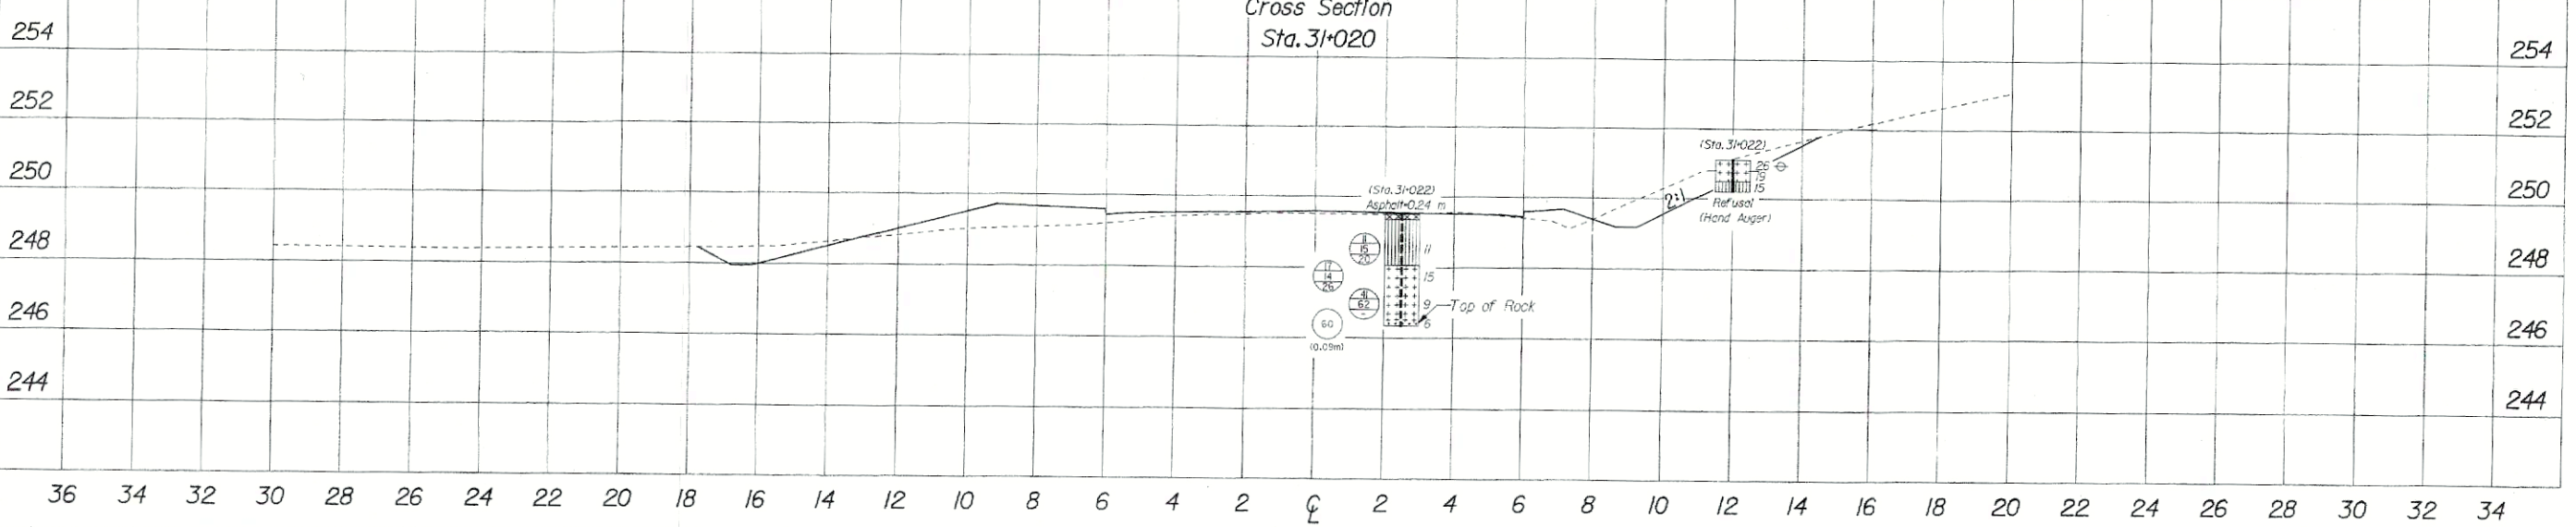 Cross Section
Sta. 31+020
254 254
252 252
250 250
248 248
246 246
244 244
(Sta. 31+022)
26
19
15
Refusal
(Hand Auger)
2:1
(Sta. 31+022)
Asphalt=0.24 m
11
15
20
11
17
14
26
15
41
62
-
9
Top of Rock
60
6
(0.09m)
36 34 32 30 28 26 24 22 20 18 16 14 12 10 8 6 4 2 ℄ 2 4 6 8 10 12 14 16 18 20 22 24 26 28 30 32 34